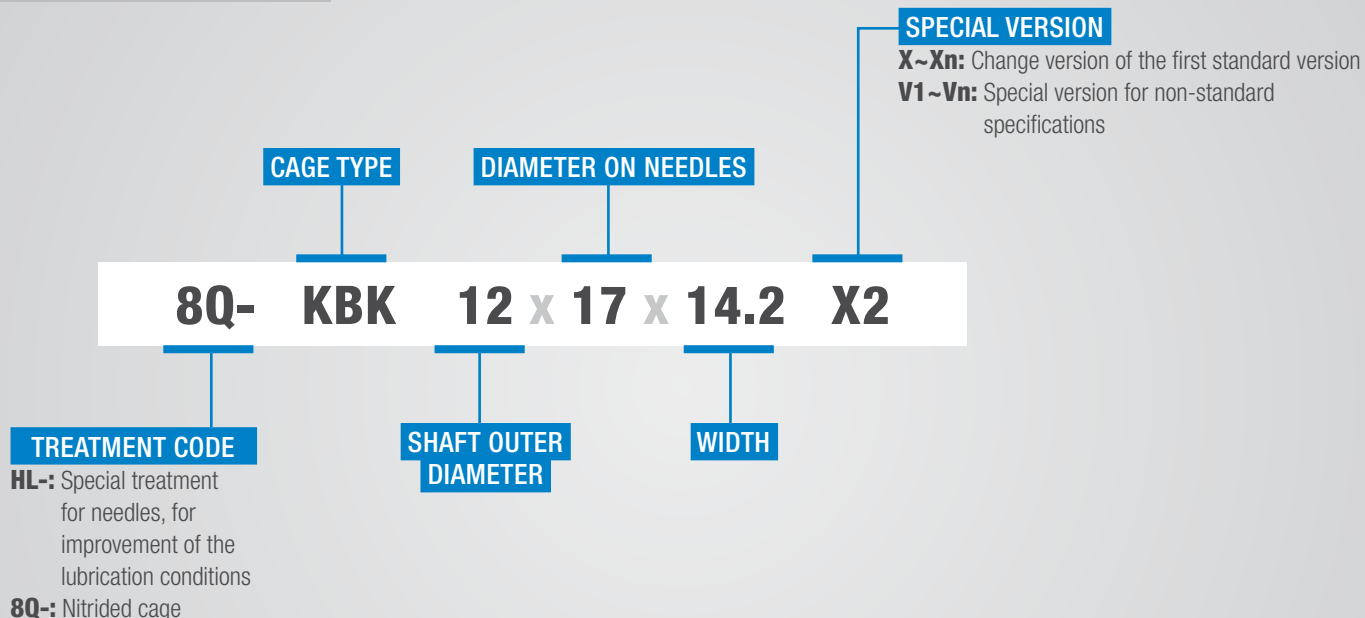 SPECIAL VERSION
X~Xn: Change version of the first standard version
V1~Vn: Special version for non-standard
specifications
CAGE TYPE
DIAMETER ON NEEDLES
8Q- KBK 12 x 17 x 14.2 X2
TREATMENT CODE
HL-: Special treatment
for needles, for
improvement of the
lubrication conditions
8Q-: Nitrided cage
SHAFT OUTER
DIAMETER
WIDTH